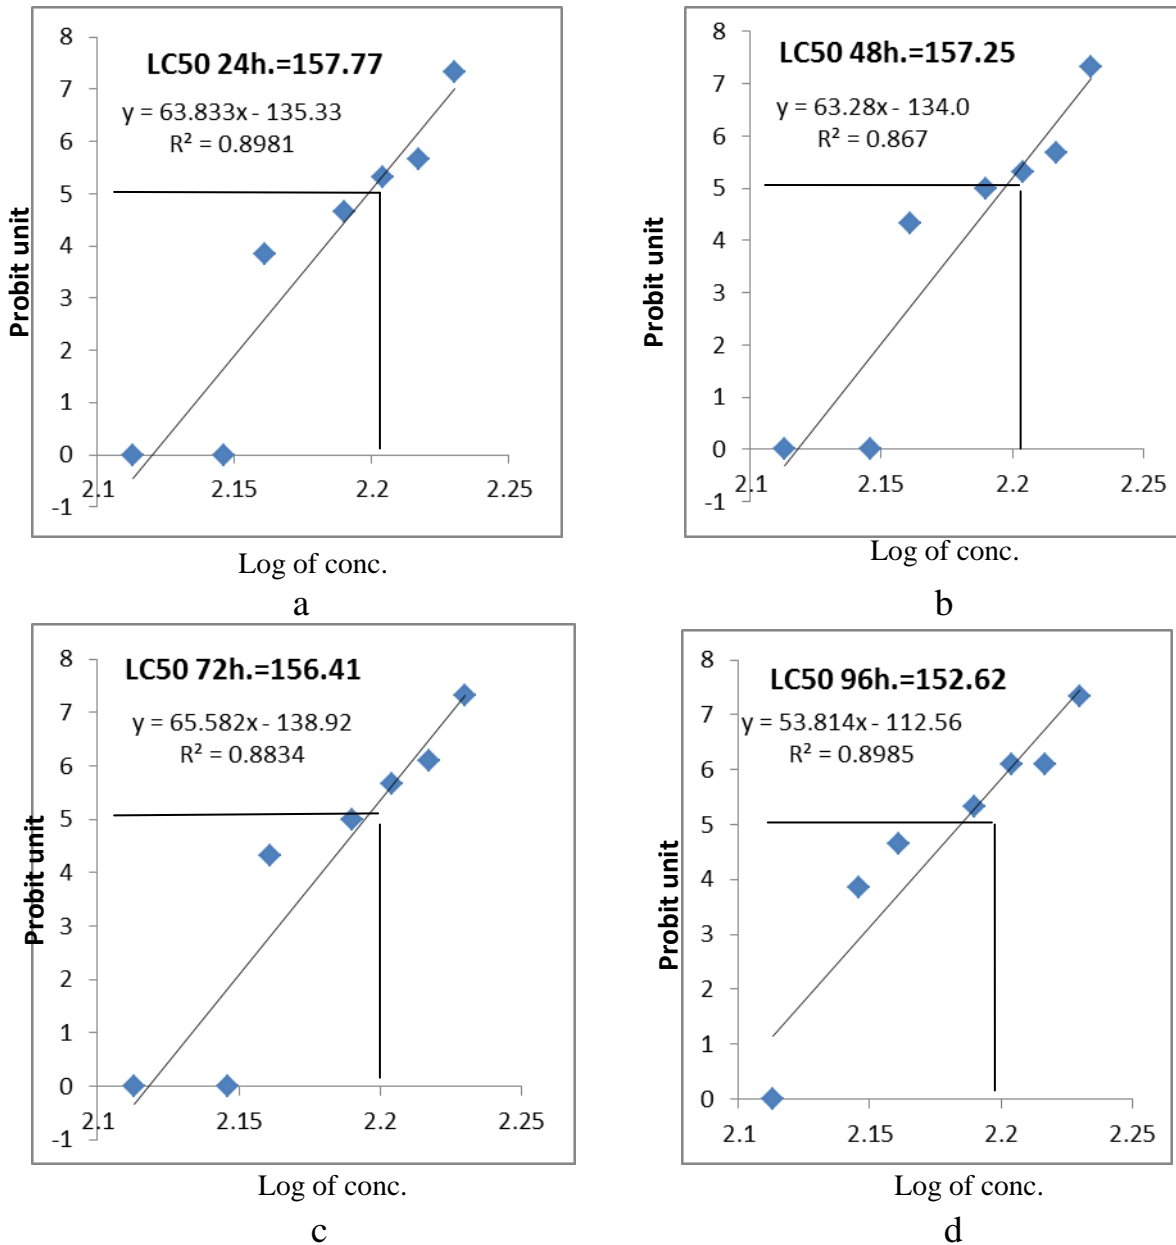 LC50 24h.=157.77
y = 63.833x - 135.33
R² = 0.8981
8
7
6
5
4
3
2
1
0
-1
2.1
2.15
2.2
2.25
Probit unit
Log of conc.
a
LC50 48h.=157.25
y = 63.28x - 134.0
R² = 0.867
8
7
6
5
4
3
2
1
0
-1
2.1
2.15
2.2
2.25
Probit unit
Log of conc.
b
LC50 72h.=156.41
y = 65.582x - 138.92
R² = 0.8834
8
7
6
5
4
3
2
1
0
-1
2.1
2.15
2.2
2.25
Probit unit
Log of conc.
c
LC50 96h.=152.62
y = 53.814x - 112.56
R² = 0.8985
8
7
6
5
4
3
2
1
0
2.1
2.15
2.2
2.25
Probit unit
Log of conc.
d